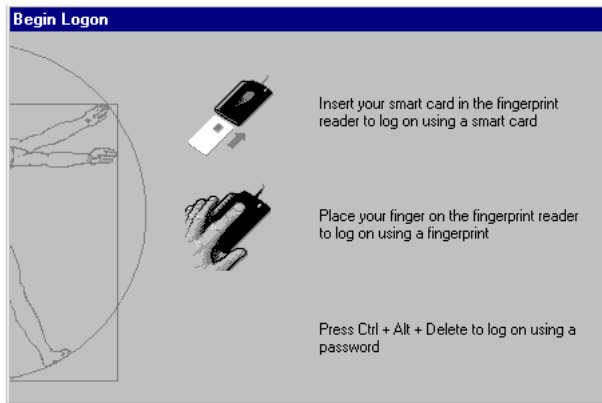 Begin Logon
Insert your smart card in the fingerprint
reader to log on using a smart card
Place your finger on the fingerprint reader
to log on using a fingerprint
Press Ctrl + Alt + Delete to log on using a
password